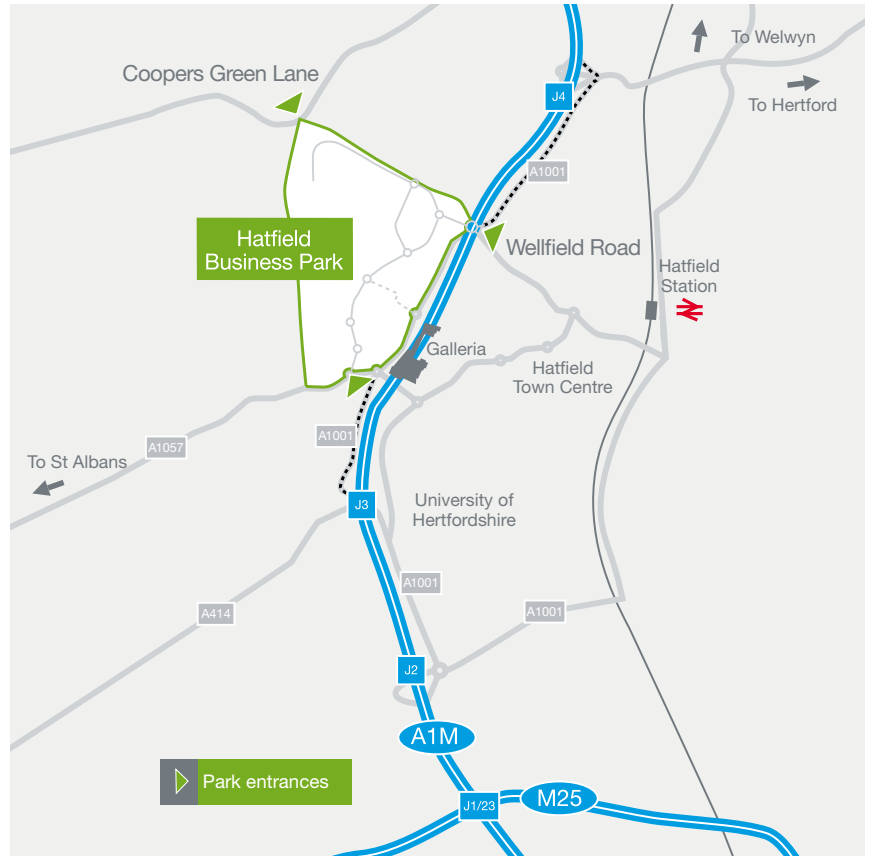 To Welwyn
Coopers Green Lane
J4
To Hertford
A1001
Hatfield
Business Park
Wellfield Road
Hatfield
Station
Galleria
Hatfield
Town Centre
A1001
A1057
To St Albans
University of
Hertfordshire
J3
A1001
A1001
A414
J2
A1M
Park entrances
M25
J1/23